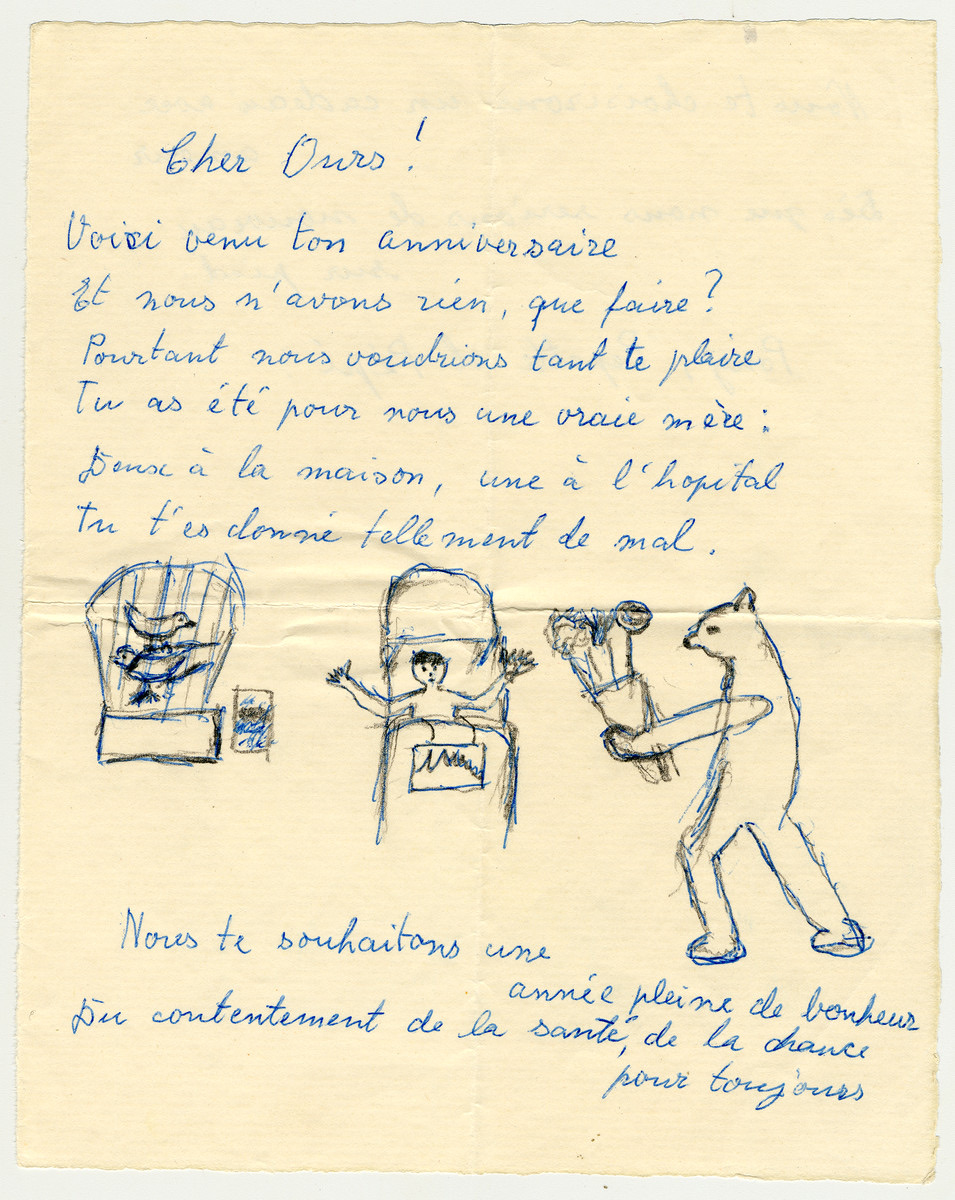 Cher Ours!
Voici venu ton anniversaire
Et nous n'avons rien, que faire?
Pourtant nous voudrions tant te plaire
Tu as été pour nous une vraie mère:
Deux à la maison, une à l'hopital
Tu t'es donné tellement de mal.
Nous te souhaitons une
année pleine de bonheur
Du contentement de la santé, de la chance
pour toujours